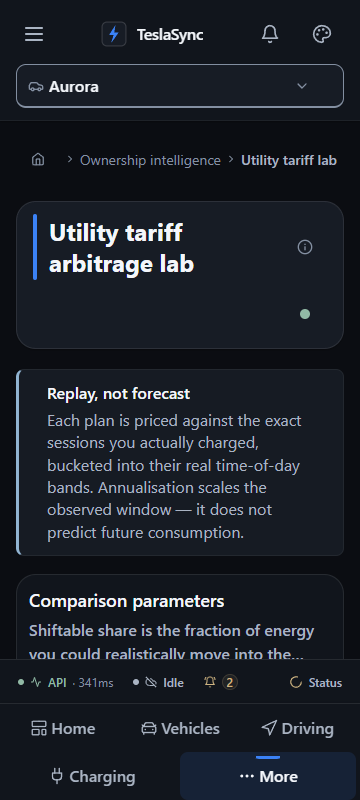 TeslaSync
Aurora
Ownership intelligence > Utility tariff lab
Utility tariff
arbitrage lab
Replay, not forecast
Each plan is priced against the exact
sessions you actually charged,
bucketed into their real time-of-day
bands. Annualisation scales the
observed window — it does not
predict future consumption.
Comparison parameters
Shiftable share is the fraction of energy
you could realistically move into the...
API · 341ms Idle 2 Status
Home Vehicles Driving
Charging More